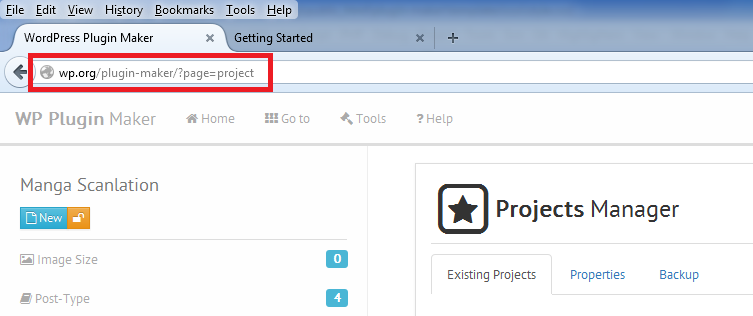 File Edit View History Bookmarks Tools Help
WordPress Plugin Maker Getting Started
wp.org/plugin-maker/?page=project
WP Plugin Maker Home Go to Tools Help
Manga Scanlation
New
Image Size 0
Post-Type 4
Projects Manager
Existing Projects Properties Backup